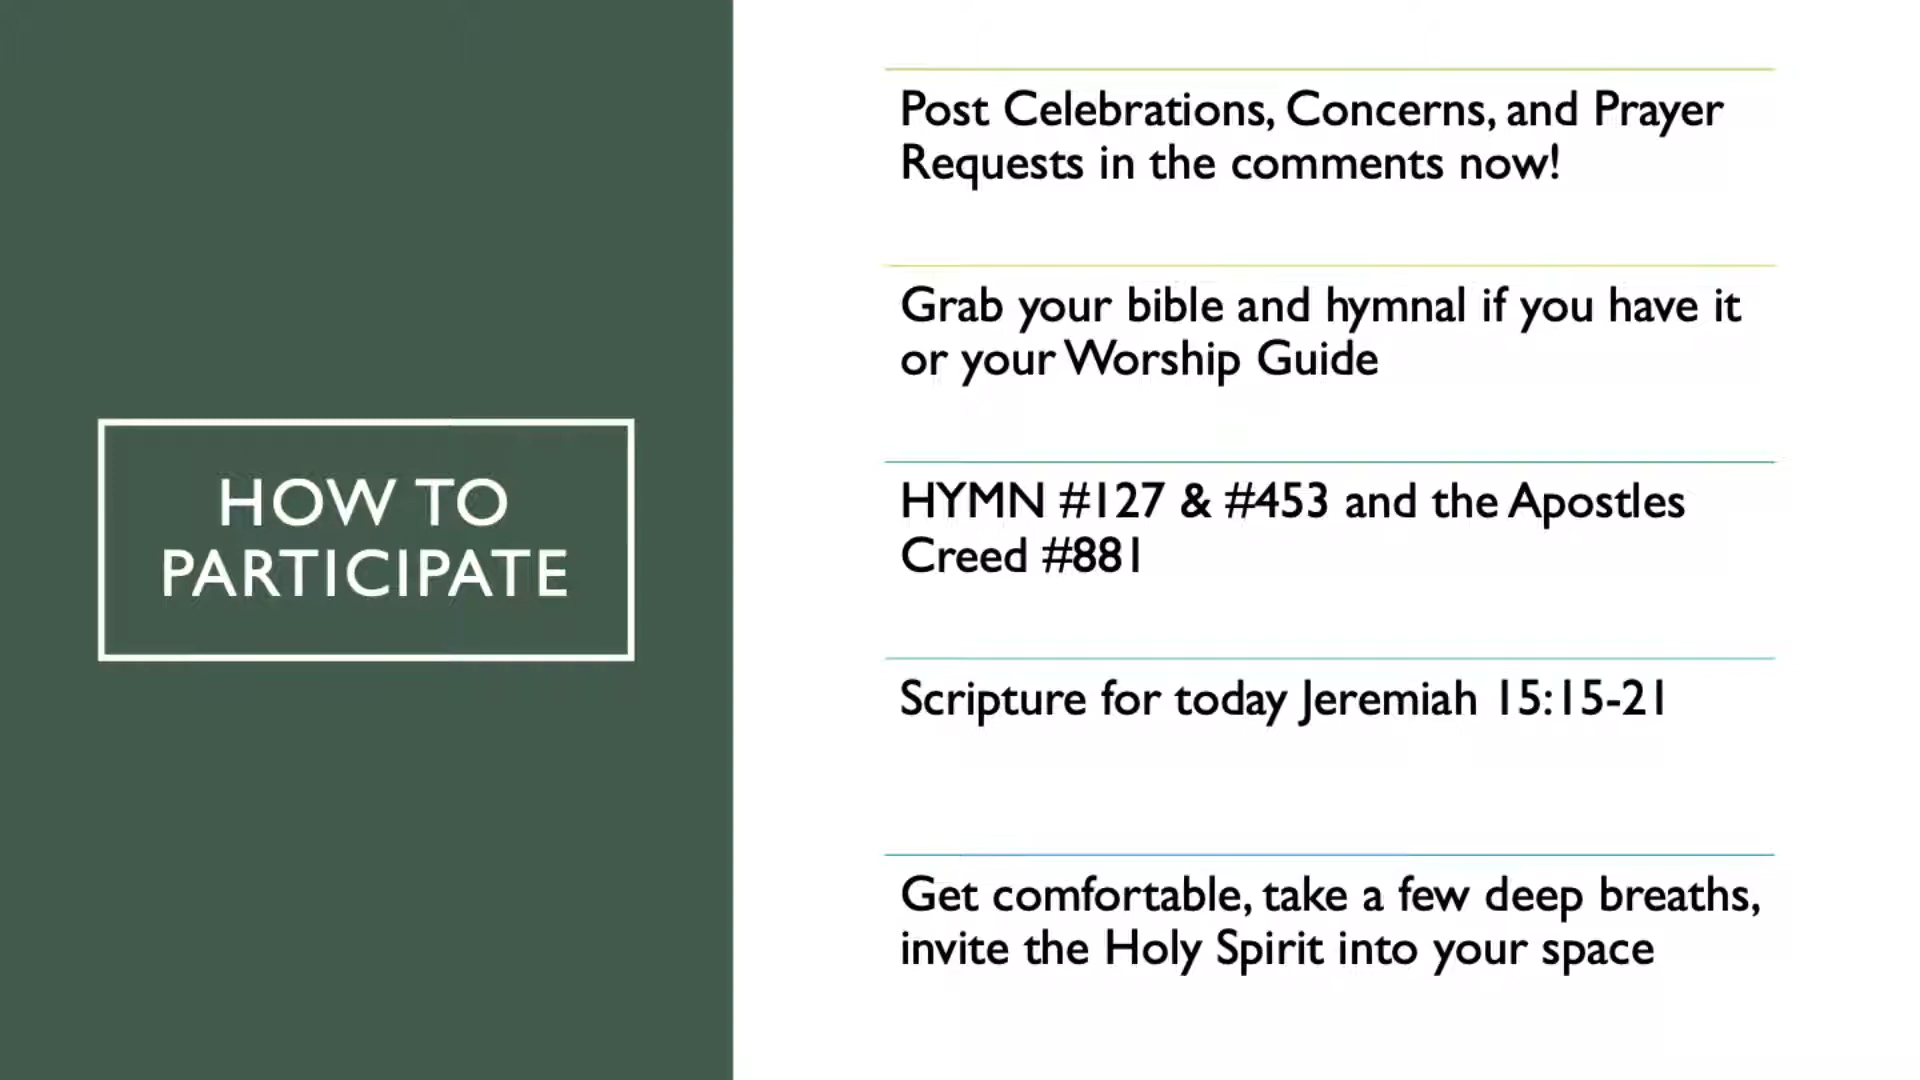 HOW TO
PARTICIPATE
Post Celebrations, Concerns, and Prayer
Requests in the comments now!
Grab your bible and hymnal if you have it
or your Worship Guide
HYMN #127 & #453 and the Apostles
Creed #881
Scripture for today Jeremiah 15:15-21
Get comfortable, take a few deep breaths,
invite the Holy Spirit into your space